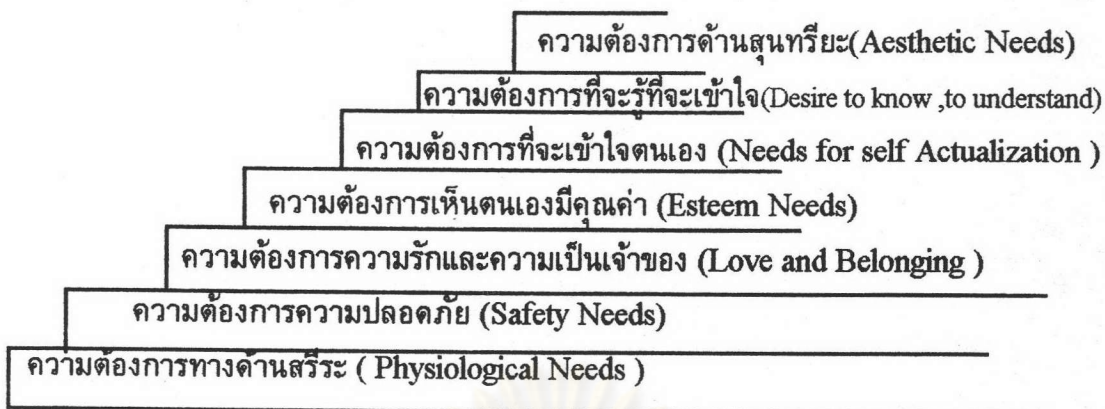 ความต้องการด้านสุนทรียะ(Aesthetic Needs)
ความต้องการที่จะรู้ที่จะเข้าใจ(Desire to know ,to understand)
ความต้องการที่จะเข้าใจตนเอง (Needs for self Actualization )
ความต้องการเห็นตนเองมีคุณค่า (Esteem Needs)
ความต้องการความรักและความเป็นเจ้าของ (Love and Belonging )
ความต้องการความปลอดภัย (Safety Needs)
ความต้องการทางด้านสรีระ ( Physiological Needs )